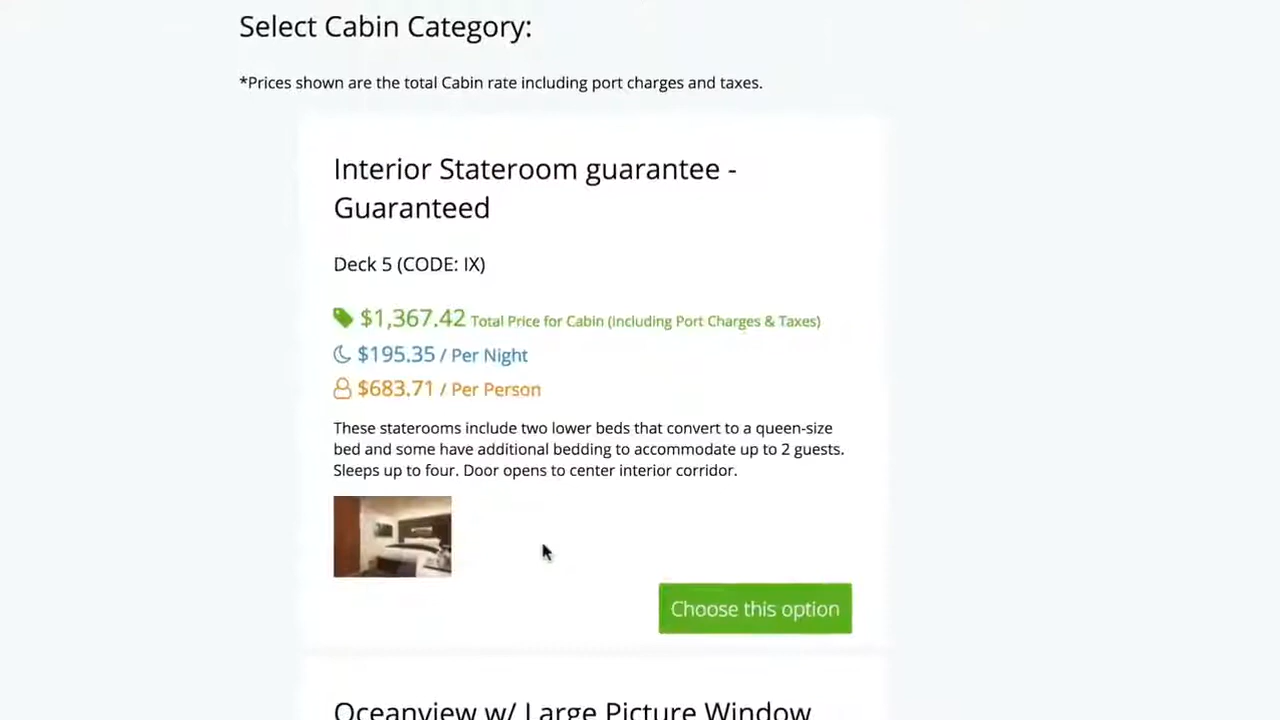 Select Cabin Category:
*Prices shown are the total Cabin rate including port charges and taxes.
Interior Stateroom guarantee -
Guaranteed
Deck 5 (CODE: IX)
$1,367.42 Total Price for Cabin (Including Port Charges & Taxes)
$195.35 / Per Night
$683.71 / Per Person
These staterooms include two lower beds that convert to a queen-size
bed and some have additional bedding to accommodate up to 2 guests.
Sleeps up to four. Door opens to center interior corridor.
Choose this option
Oceanview w/ Large Picture Window